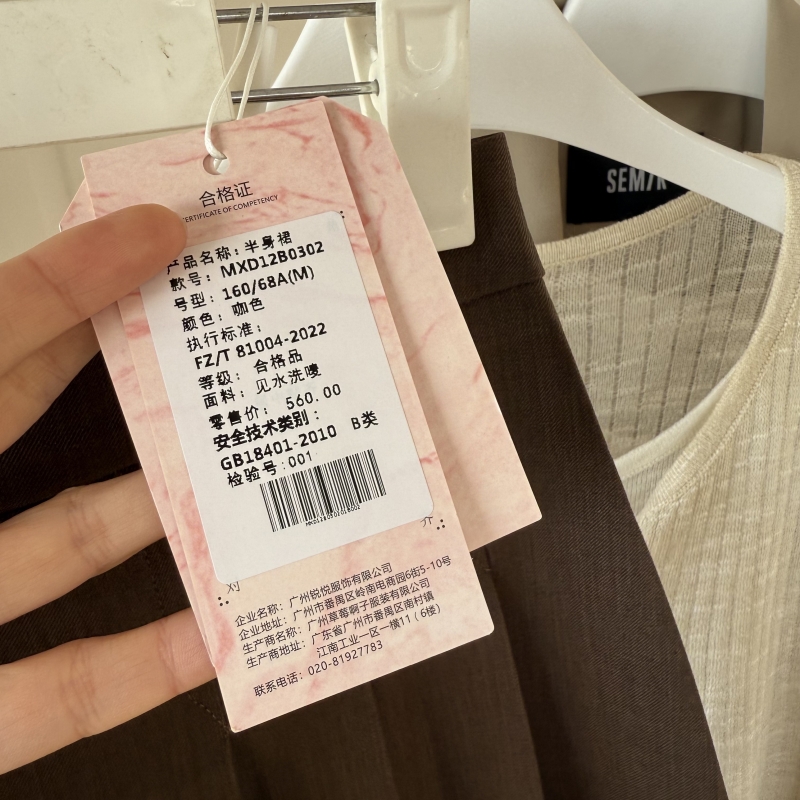 合格证
CERTIFICATE OF COMPETENCY
产品名称：半身裙
款号：MXD12B0302
号型：160/68A(M)
颜色：咖色
执行标准：
FZ/T 81004-2022
等级：合格品
面料：见水洗唛
零售价： 560.00
安全技术类别：
GB18401-2010 B类
检验号:001
介
对
企业名称：广州锐悦服饰有限公司
企业地址：广州市番禺区岭南电商园6街5-10号
生产商名称：广州草莓啊子服装有限公司
生产商地址：广东省广州市番禺区南村镇
江南工业一区一横11（6楼）
联系电话：020-81927783